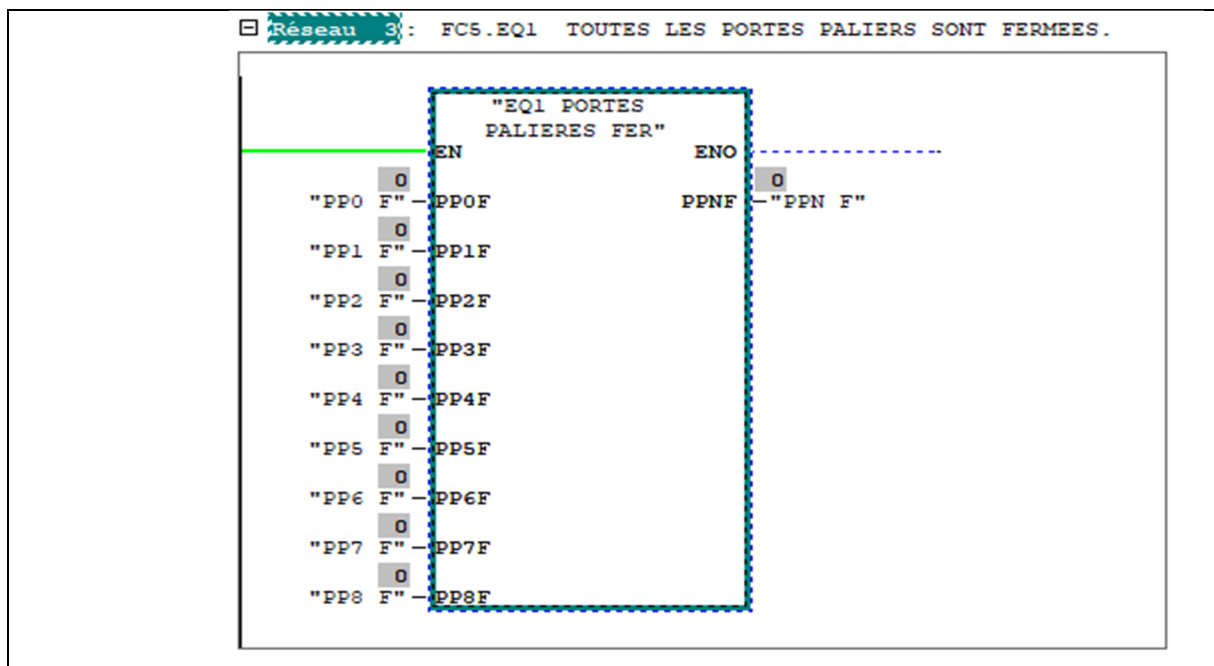 Réseau 3: FC5.EQ1 TOUTES LES PORTES PALIERS SONT FERMEES.
"EQ1 PORTES
PALIERES FER"
EN ENO
0 0
"PP0 F" PP0F PPNF "PPN F"
0
"PP1 F" PP1F
0
"PP2 F" PP2F
0
"PP3 F" PP3F
0
"PP4 F" PP4F
0
"PP5 F" PP5F
0
"PP6 F" PP6F
0
"PP7 F" PP7F
0
"PP8 F" PP8F